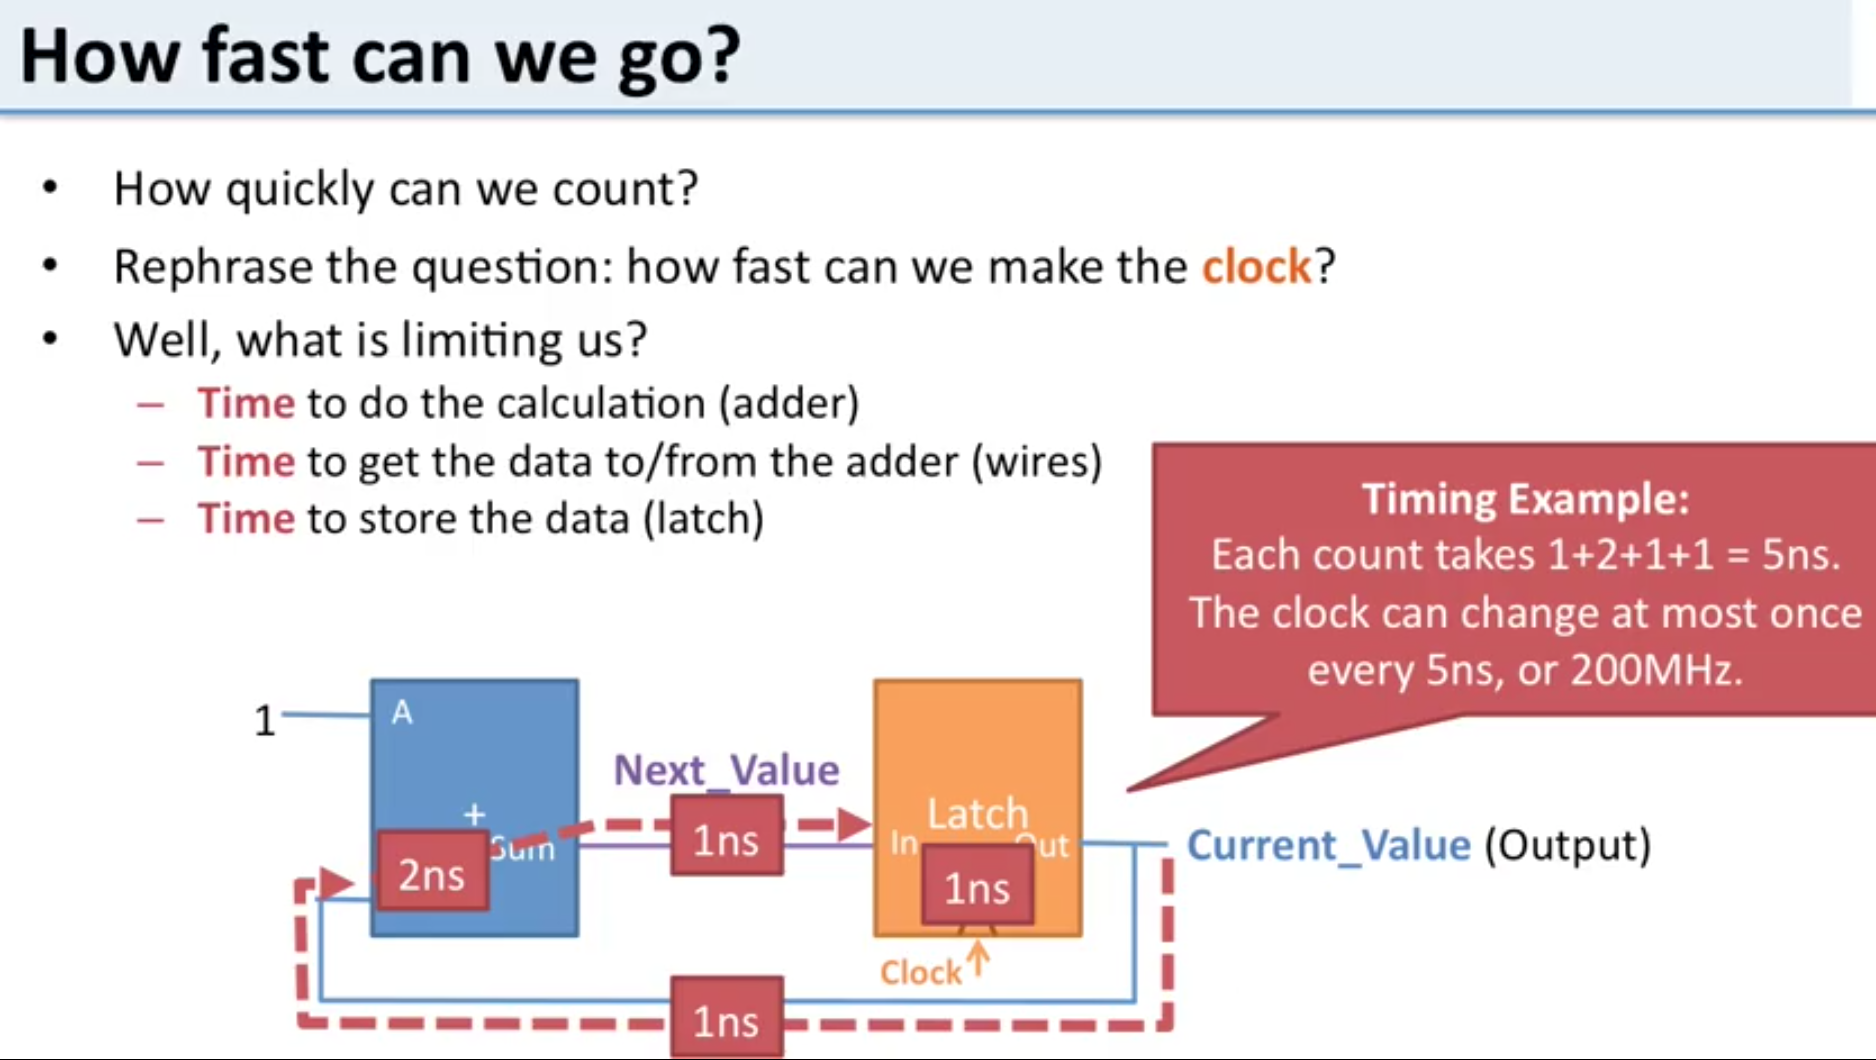 How fast can we go?
• How quickly can we count?
• Rephrase the question: how fast can we make the clock?
• Well, what is limiting us?
– Time to do the calculation (adder)
– Time to get the data to/from the adder (wires)
– Time to store the data (latch)
Timing Example:
Each count takes 1+2+1+1 = 5ns.
The clock can change at most once
every 5ns, or 200MHz.
1
A
+
Sum
2ns
Next_Value
1ns
Latch
In
Out
1ns
Clock
Current_Value (Output)
1ns